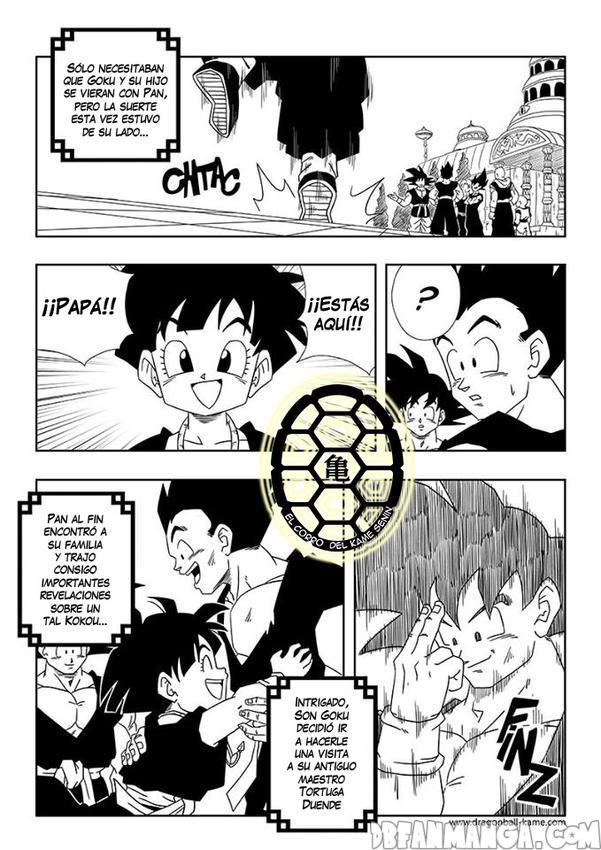 SÓLO NECESITABAN
QUE GOKU Y SU HIJO
SE VIERAN CON PAN,
PERO LA SUERTE
ESTA VEZ ESTUVO
DE SU LADO...
CHTAC
¡¡PAPÁ!!
¡¡ESTÁS
AQUÍ!!
?
亀
EL CORRO DEL KAME SENIN
PAN AL FIN
ENCONTRÓ A
SU FAMILIA Y
TRAJO
CONSIGO
IMPORTANTES
REVELACIONES
SOBRE UN
TAL KOKOU...
INTRIGADO,
SON GOKU
DECIDIÓ IR
A HACERLE
UNA VISITA
A SU ANTIGUO
MAESTRO
TORTUGA
DUENDE
FINZ
www.dragonball-kame.com
DBFANMANGA.COM